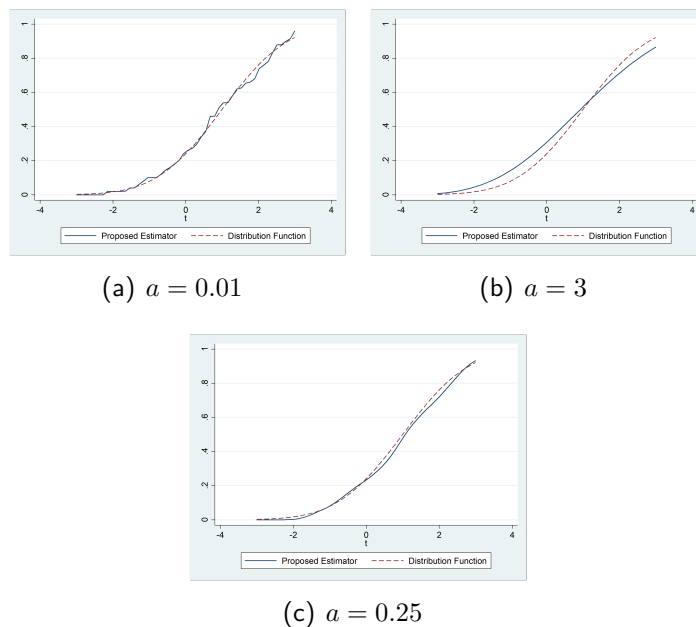 1
.8
.6
.4
.2
0
-4 -2 0 2 4
t
Proposed Estimator Distribution Function
(a) a = 0.01
1
.8
.6
.4
.2
0
-4 -2 0 2 4
t
Proposed Estimator Distribution Function
(b) a = 3
1
.8
.6
.4
.2
0
-4 -2 0 2 4
t
Proposed Estimator Distribution Function
(c) a = 0.25